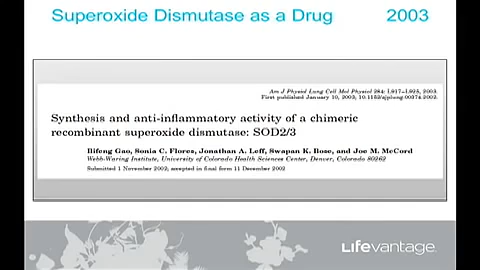 Superoxide Dismutase as a Drug 2003
Am J Physiol Lung Cell Mol Physiol 284: L917–L925, 2003.
First published January 10, 2003; 10.1152/ajplung.00374.2002.
Synthesis and anti-inflammatory activity of a chimeric
recombinant superoxide dismutase: SOD2/3
Bifeng Gao, Sonia C. Flores, Jonathan A. Leff, Swapan K. Bose, and Joe M. McCord
Webb-Waring Institute, University of Colorado Health Sciences Center, Denver, Colorado 80262
Submitted 1 November 2002; accepted in final form 11 December 2002
Lifevantage